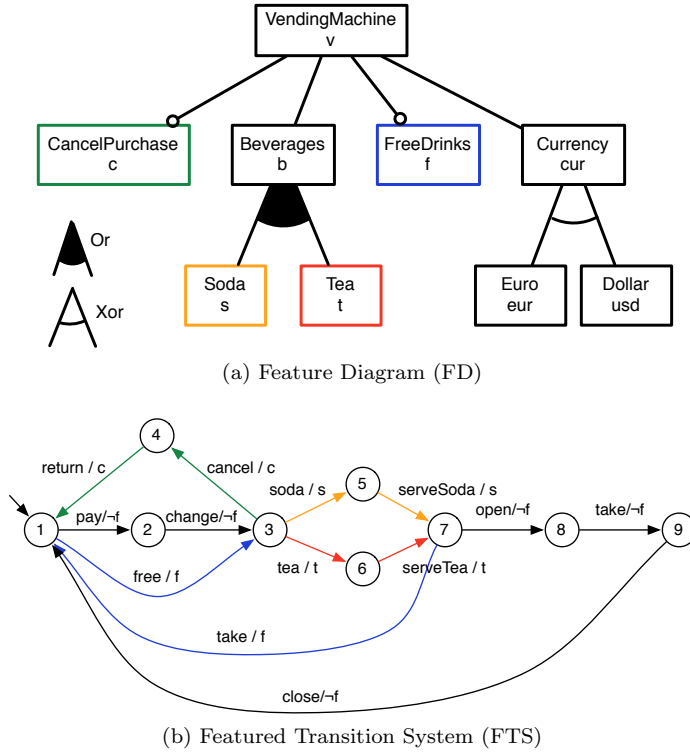 VendingMachine
v
CancelPurchase
c
Beverages
b
FreeDrinks
f
Currency
cur
Or
Xor
Soda
s
Tea
t
Euro
eur
Dollar
usd
(a) Feature Diagram (FD)
4
return / c
cancel / c
soda / s
5
serveSoda / s
1
pay/¬f
2
change/¬f
3
7
open/¬f
8
take/¬f
9
free / f
tea / t
6
serveTea / t
take / f
close/¬f
(b) Featured Transition System (FTS)